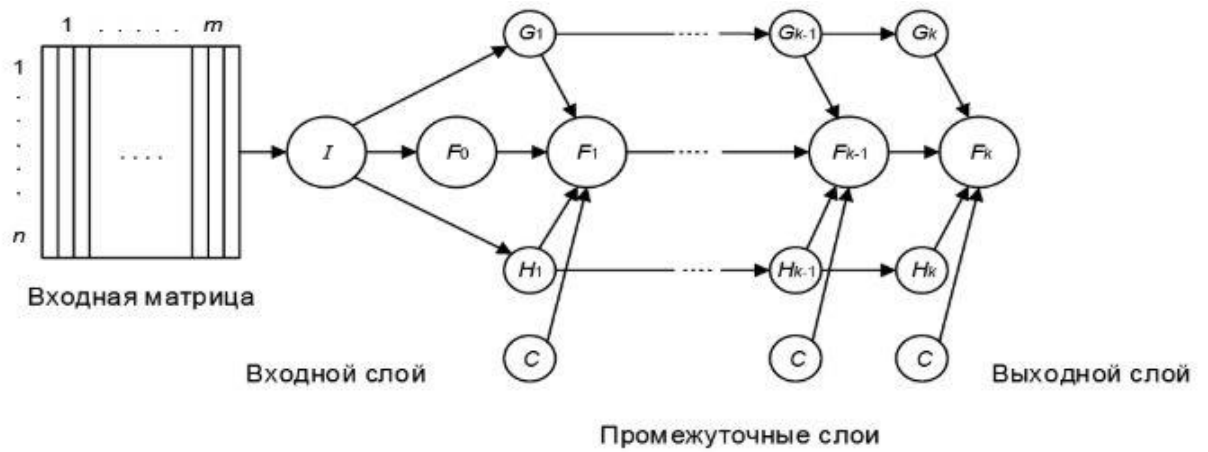 1 . . . . . m
1
.
.
.
.
.
.
n
. . . .
Входная матрица
I
G1 .... Gk-1 Gk
F0 F1 .... Fk-1 Fk
H1 .... Hk-1 Hk
C C C
Входной слой
Выходной слой
Промежуточные слои